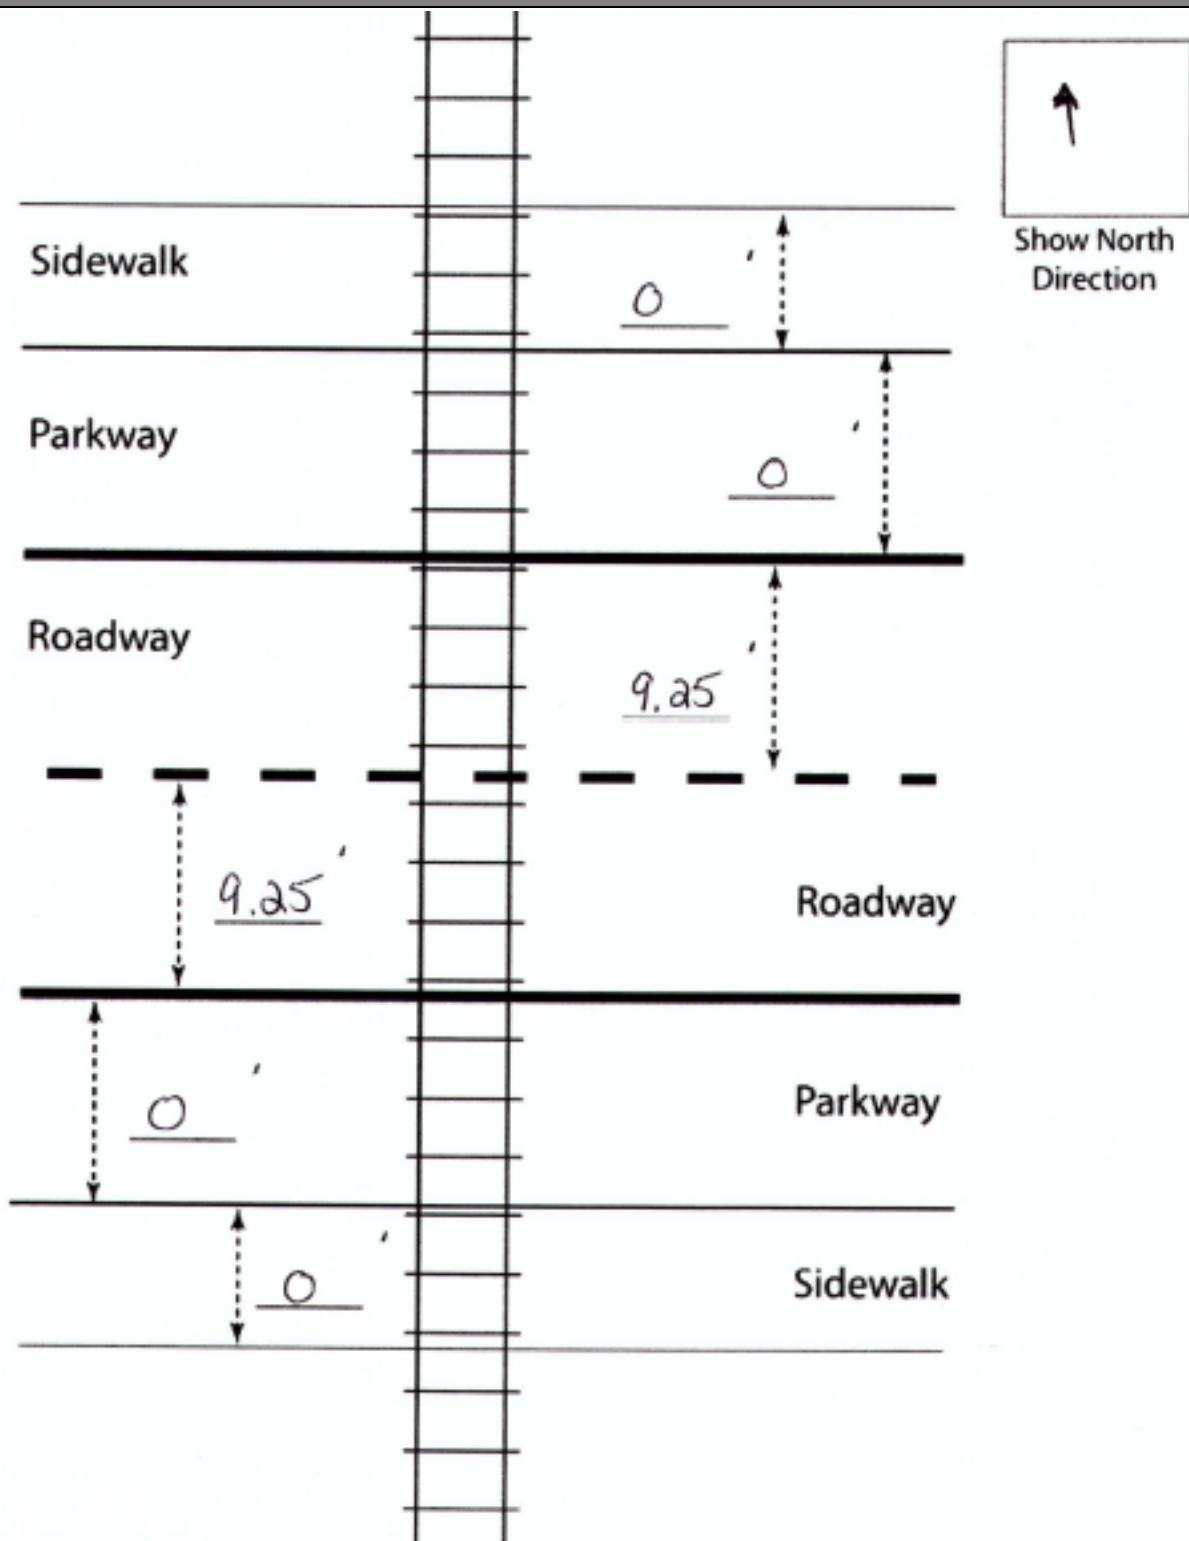 Show North
Direction
Sidewalk
0 '
Parkway
0 '
Roadway
9.25 '
9.25 '
Roadway
0 '
Parkway
0 '
Sidewalk